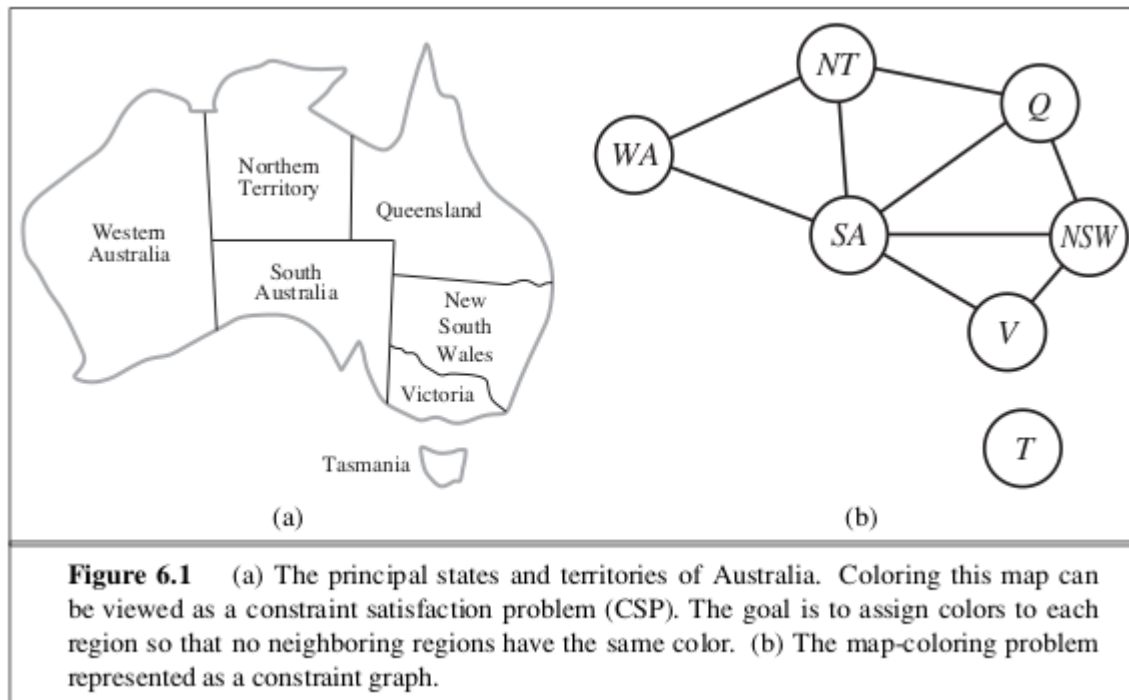 Northern
Territory
Western
Australia
Queensland
South
Australia
New
South
Wales
Victoria
Tasmania
(a)
NT
Q
WA
SA
NSW
V
T
(b)
Figure 6.1 (a) The principal states and territories of Australia. Coloring this map can
be viewed as a constraint satisfaction problem (CSP). The goal is to assign colors to each
region so that no neighboring regions have the same color. (b) The map-coloring problem
represented as a constraint graph.